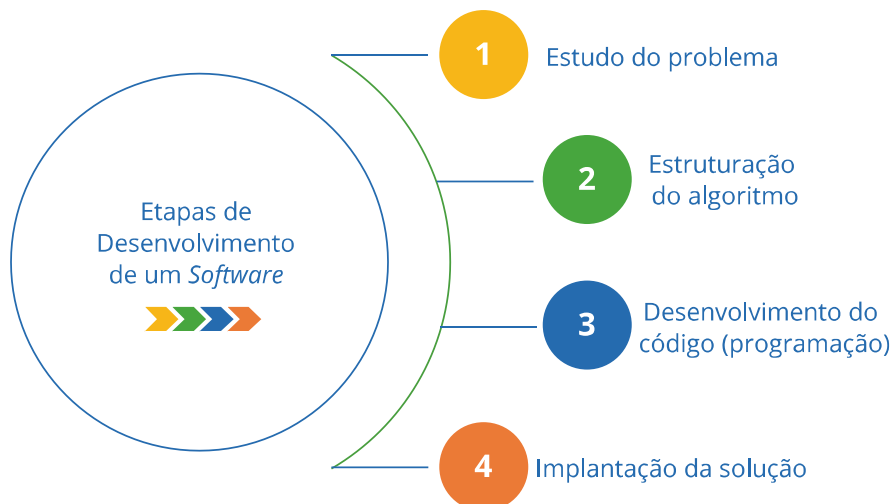 Etapas de
Desenvolvimento
de um Software
1
Estudo do problema
2
Estruturação
do algoritmo
3
Desenvolvimento do
código (programação)
4
Implantação da solução